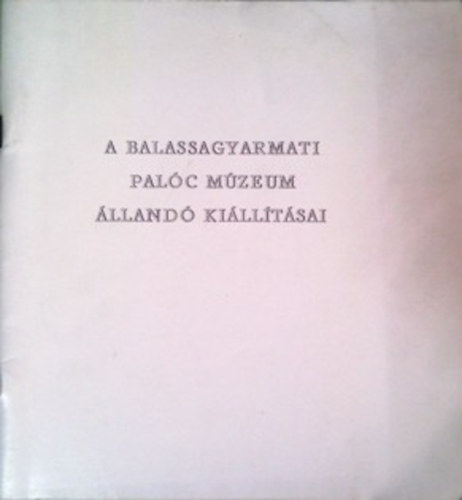 A BALASSAGYARMATI
PALÓC MÚZEUM
ÁLLANDÓ KIÁLLÍTÁSAI